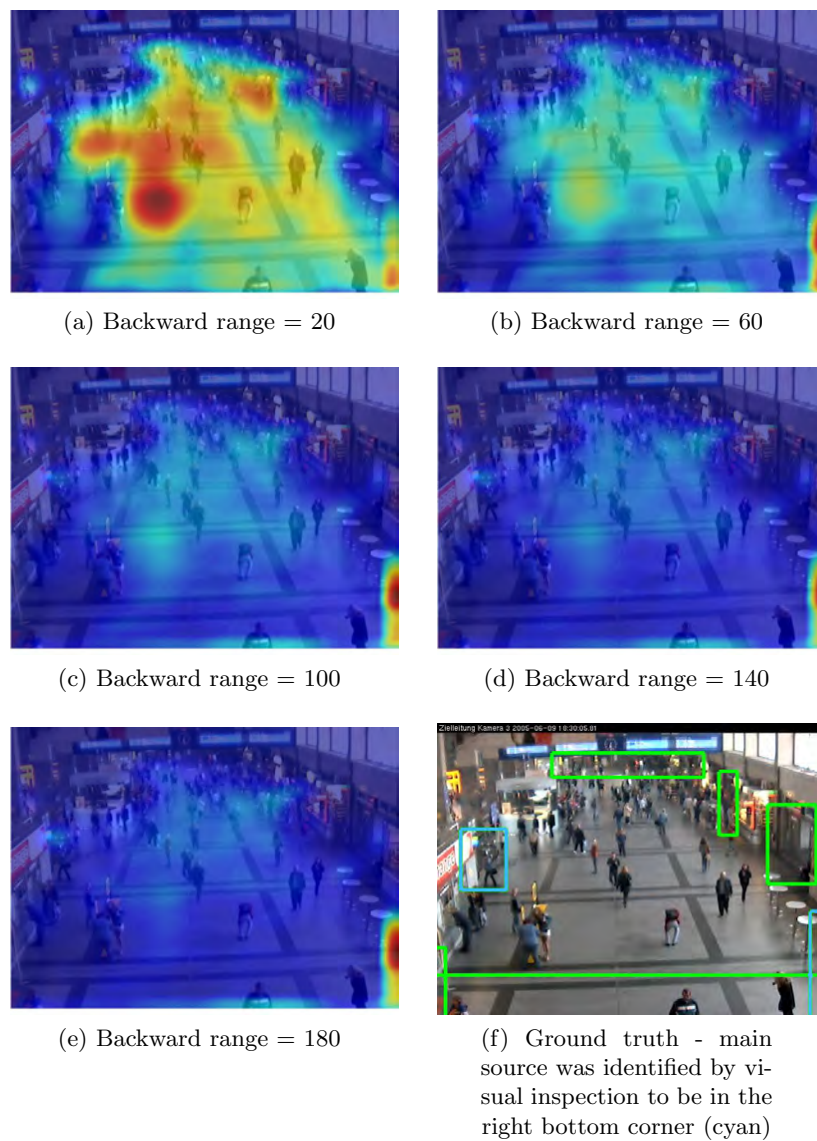 (a) Backward range = 20
(b) Backward range = 60
(c) Backward range = 100
(d) Backward range = 140
Zielleitung Kamera 3 2005-06-09 18:30:05.81
(e) Backward range = 180
(f) Ground truth - main
source was identified by vi-
sual inspection to be in the
right bottom corner (cyan)